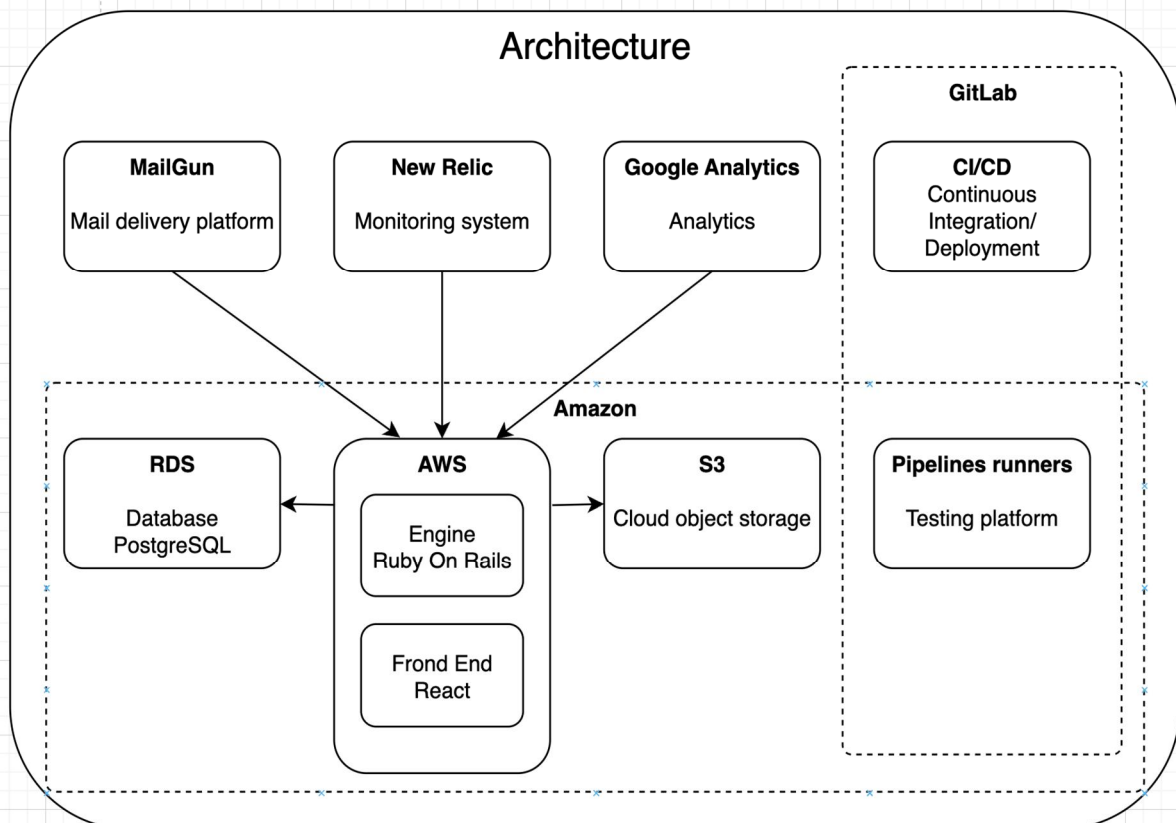 Architecture
GitLab
MailGun
Mail delivery platform
New Relic
Monitoring system
Google Analytics
Analytics
CI/CD
Continuous
Integration/
Deployment
Amazon
RDS
Database
PostgreSQL
AWS
Engine
Ruby On Rails
Frond End
React
S3
Cloud object storage
Pipelines runners
Testing platform